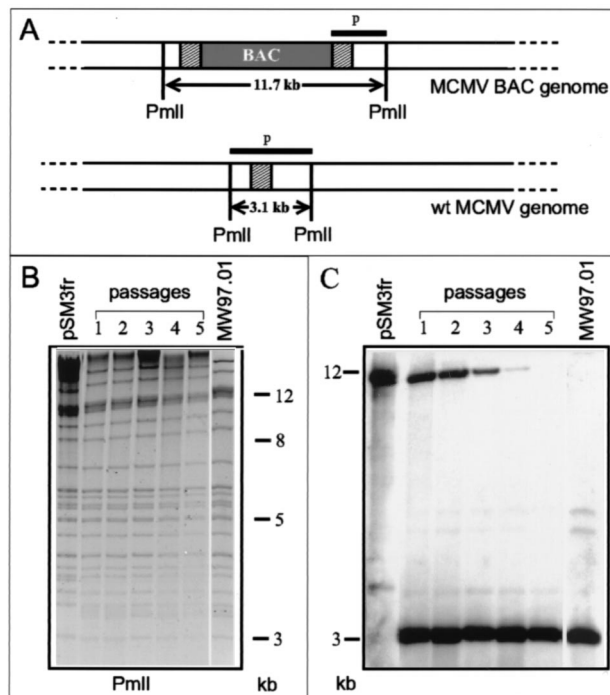 A
p
BAC
11.7 kb
MCMV BAC genome
PmlI PmlI
p
3.1 kb
wt MCMV genome
PmlI PmlI
B
pSM3fr
passages
1 2 3 4 5
MW97.01
12
8
5
3
PmlI
kb
C
pSM3fr
passages
1 2 3 4 5
MW97.01
12
3
kb